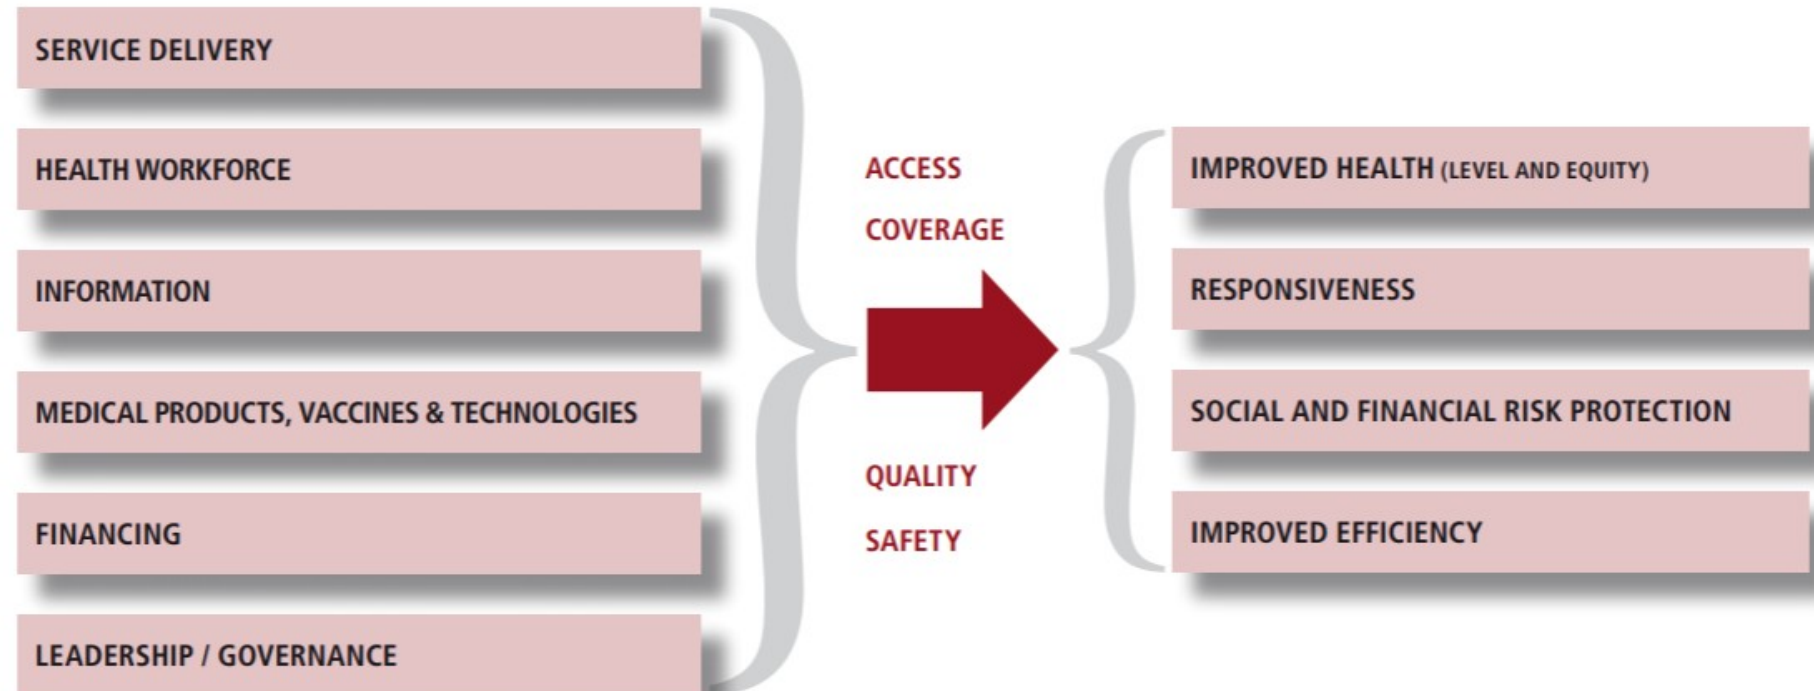 SERVICE DELIVERY
HEALTH WORKFORCE
INFORMATION
MEDICAL PRODUCTS, VACCINES & TECHNOLOGIES
FINANCING
LEADERSHIP / GOVERNANCE
ACCESS
COVERAGE
QUALITY
SAFETY
IMPROVED HEALTH (LEVEL AND EQUITY)
RESPONSIVENESS
SOCIAL AND FINANCIAL RISK PROTECTION
IMPROVED EFFICIENCY